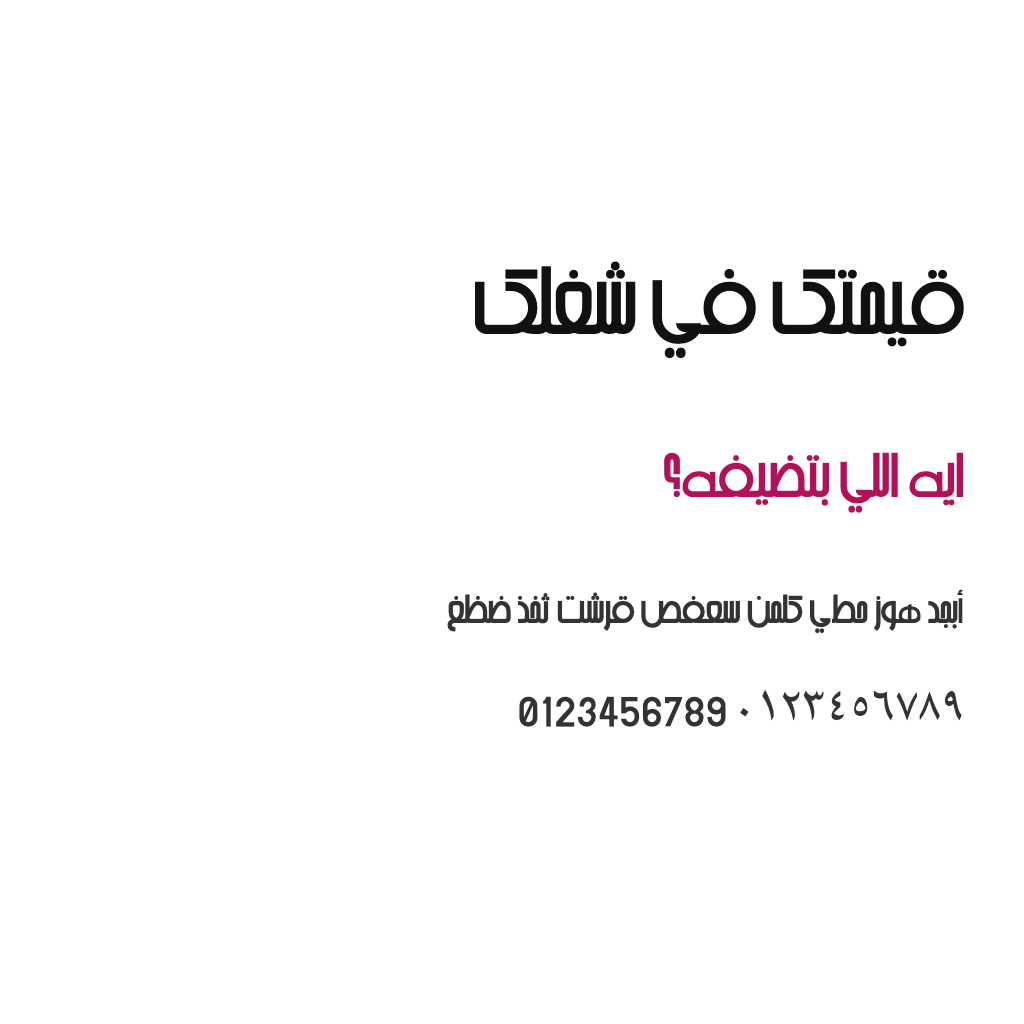 قيمتك في شغلك
ايه اللي بتضيفه؟
أبجد هوز حطي كلمن سعفص قرشت ثخذ ضظغ
0123456789 ٠١٢٣٤٥٦٧٨٩